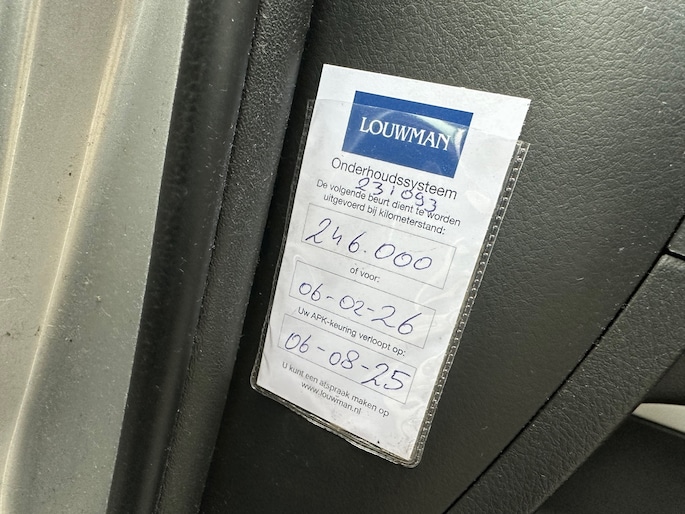 LOUWMAN
Onderhoudssysteem
231093
De volgende beurt dient te worden
uitgevoerd bij kilometerstand:
246.000
of voor:
06-02-26
Uw APK-keuring verloopt op:
06-08-25
U kunt een afspraak maken op
www.louwman.nl